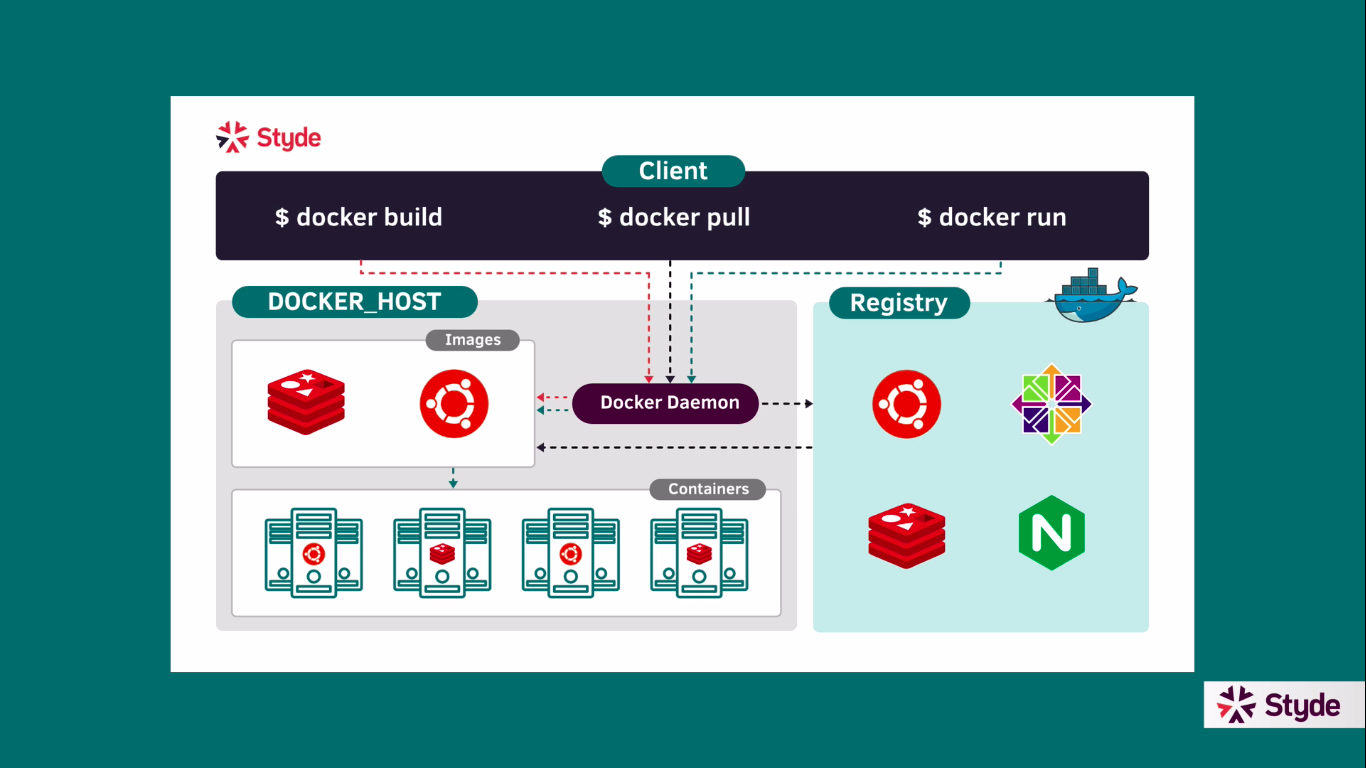 Styde
Client
$ docker build
$ docker pull
$ docker run
DOCKER_HOST
Registry
Images
Docker Daemon
Containers
N
Styde